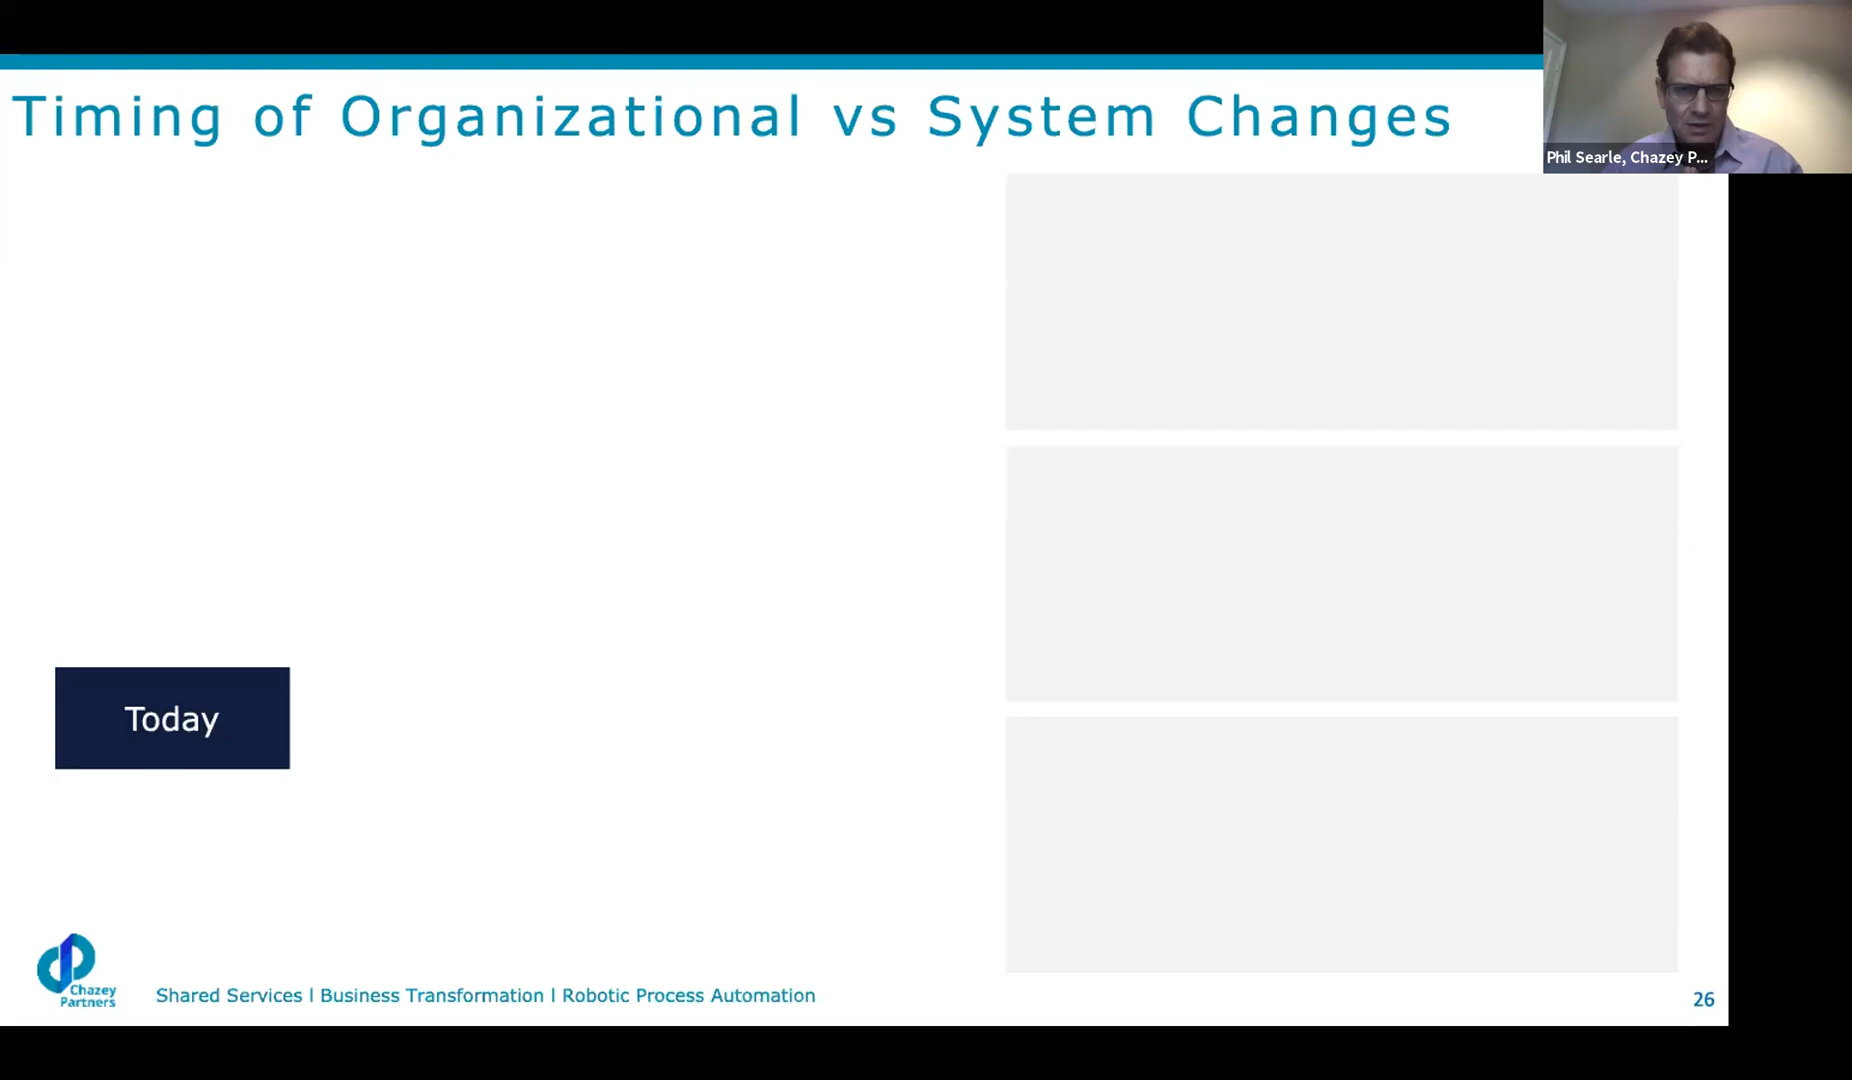 Timing of Organizational vs System Changes
Phil Searle, Chazey P...
Today
Chazey
Partners
Shared Services l Business Transformation l Robotic Process Automation
26